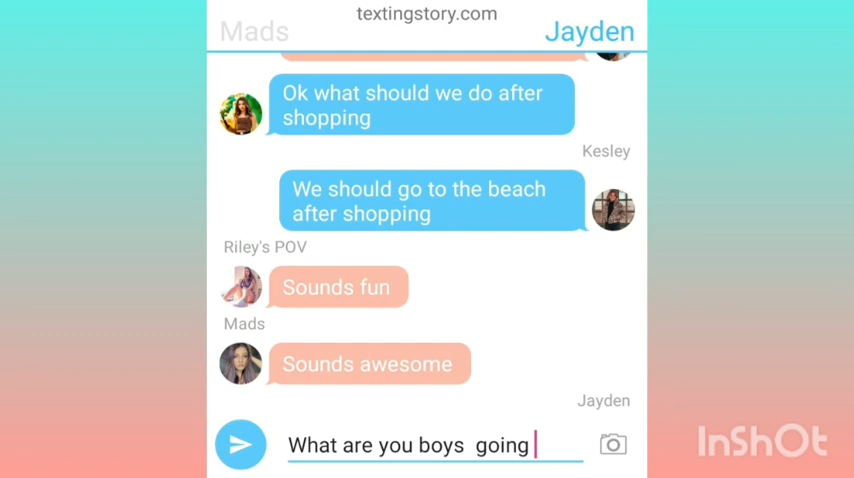 textingstory.com
Mads
Jayden
Ok what should we do after
shopping
Kesley
We should go to the beach
after shopping
Riley's POV
Sounds fun
Mads
Sounds awesome
Jayden
What are you boys  going
InShOt